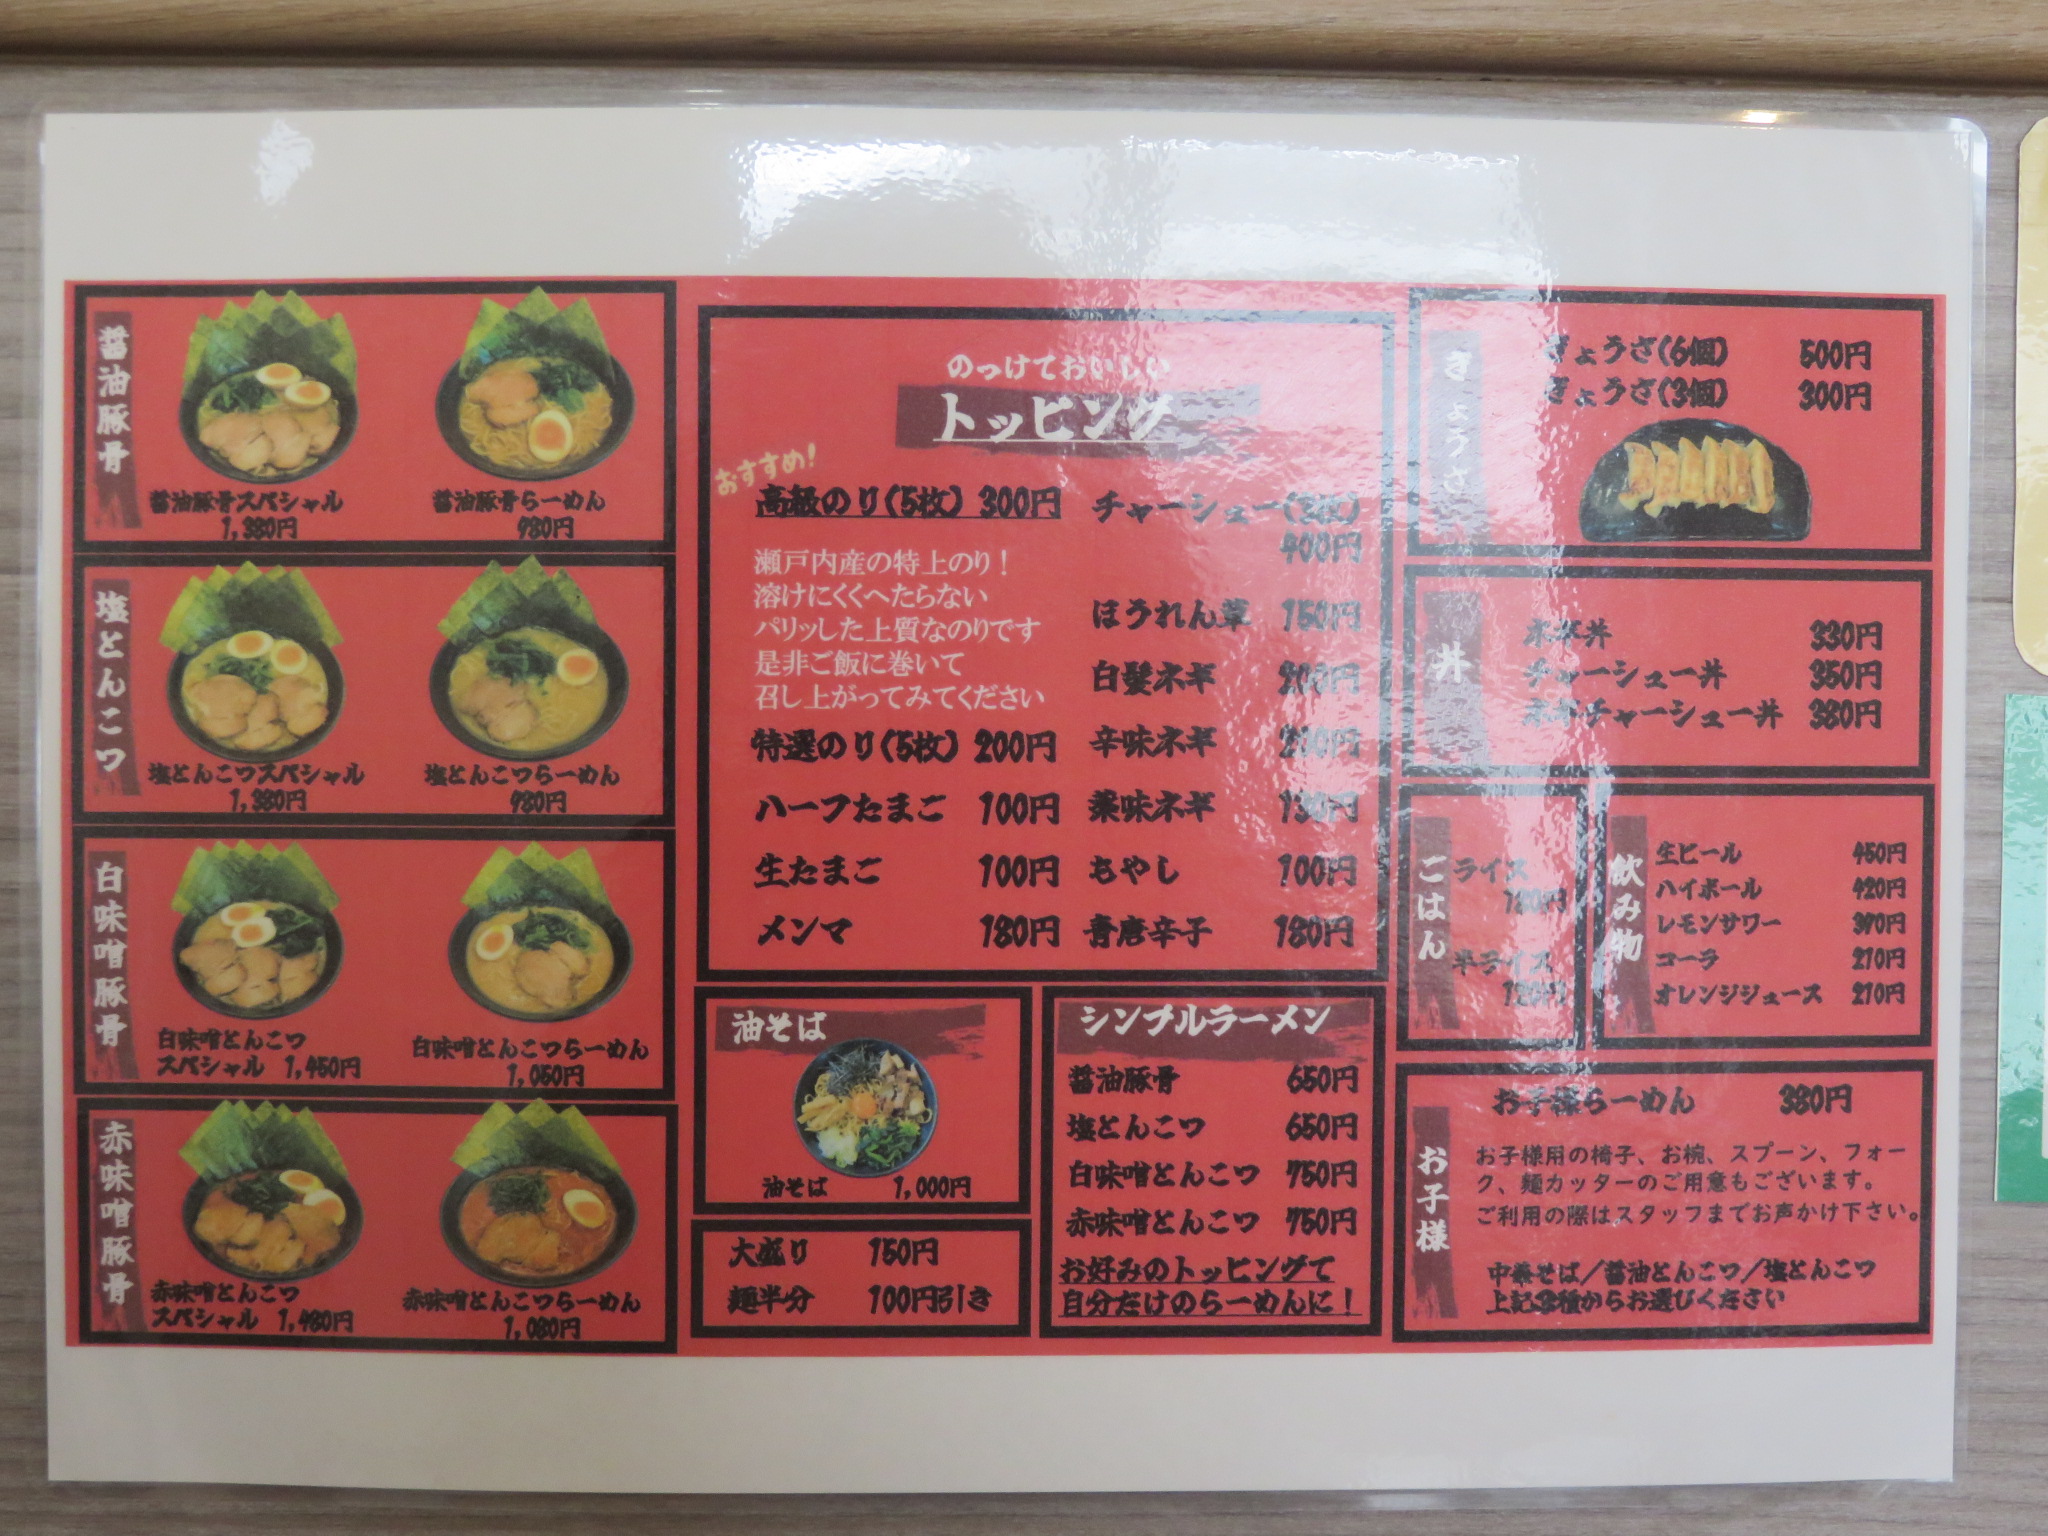 醤油豚骨
醤油豚骨スペシャル
1,380円
醤油豚骨らーめん
980円
塩とんこつ
塩とんこつスペシャル
1,380円
塩とんこつらーめん
980円
白味噌豚骨
白味噌とんこつ
スペシャル 1,450円
白味噌とんこつらーめん
1,050円
赤味噌豚骨
赤味噌とんこつ
スペシャル 1,480円
赤味噌とんこつらーめん
1,080円
のっけておいしい
トッピング
おすすめ!
高級のり(5枚) 300円
瀬戸内産の特上のり!
溶けにくくへたらない
パリッした上質なのりです
是非ご飯に巻いて
召し上がってみてください
特選のり(5枚) 200円
ハーフたまご 100円
生たまご 100円
メンマ 180円
チャーシュー
400円
ほうれん草 150円
白髪ネギ 200円
辛味ネギ
薬味ネギ
もやし 100円
青唐辛子 180円
油そば
油そば 1,000円
大盛り 150円
麺半分 100円引き
シンプルラーメン
醤油豚骨 650円
塩とんこつ 650円
白味噌とんこつ 750円
赤味噌とんこつ 750円
お好みのトッピングて
自分だけのらーめんに!
ぎょうざ
ぎょうざ(6個) 500円
ぎょうざ(3個) 300円
丼
ネギ丼 330円
チャーシュー丼 350円
ネギチャーシュー丼 380円
ごはん
ライス
半ライス
120円
飲み物
生ビール 450円
ハイボール 420円
レモンサワー 390円
コーラ 270円
オレンジジュース 270円
お子様
お子様らーめん 380円
お子様用の椅子、お椀、スプーン、フォー
ク、麺カッターのご用意もございます。
ご利用の際はスタッフまでお声かけ下さい。
中華そば/醤油とんこつ/塩とんこつ
上記3種からお選びください